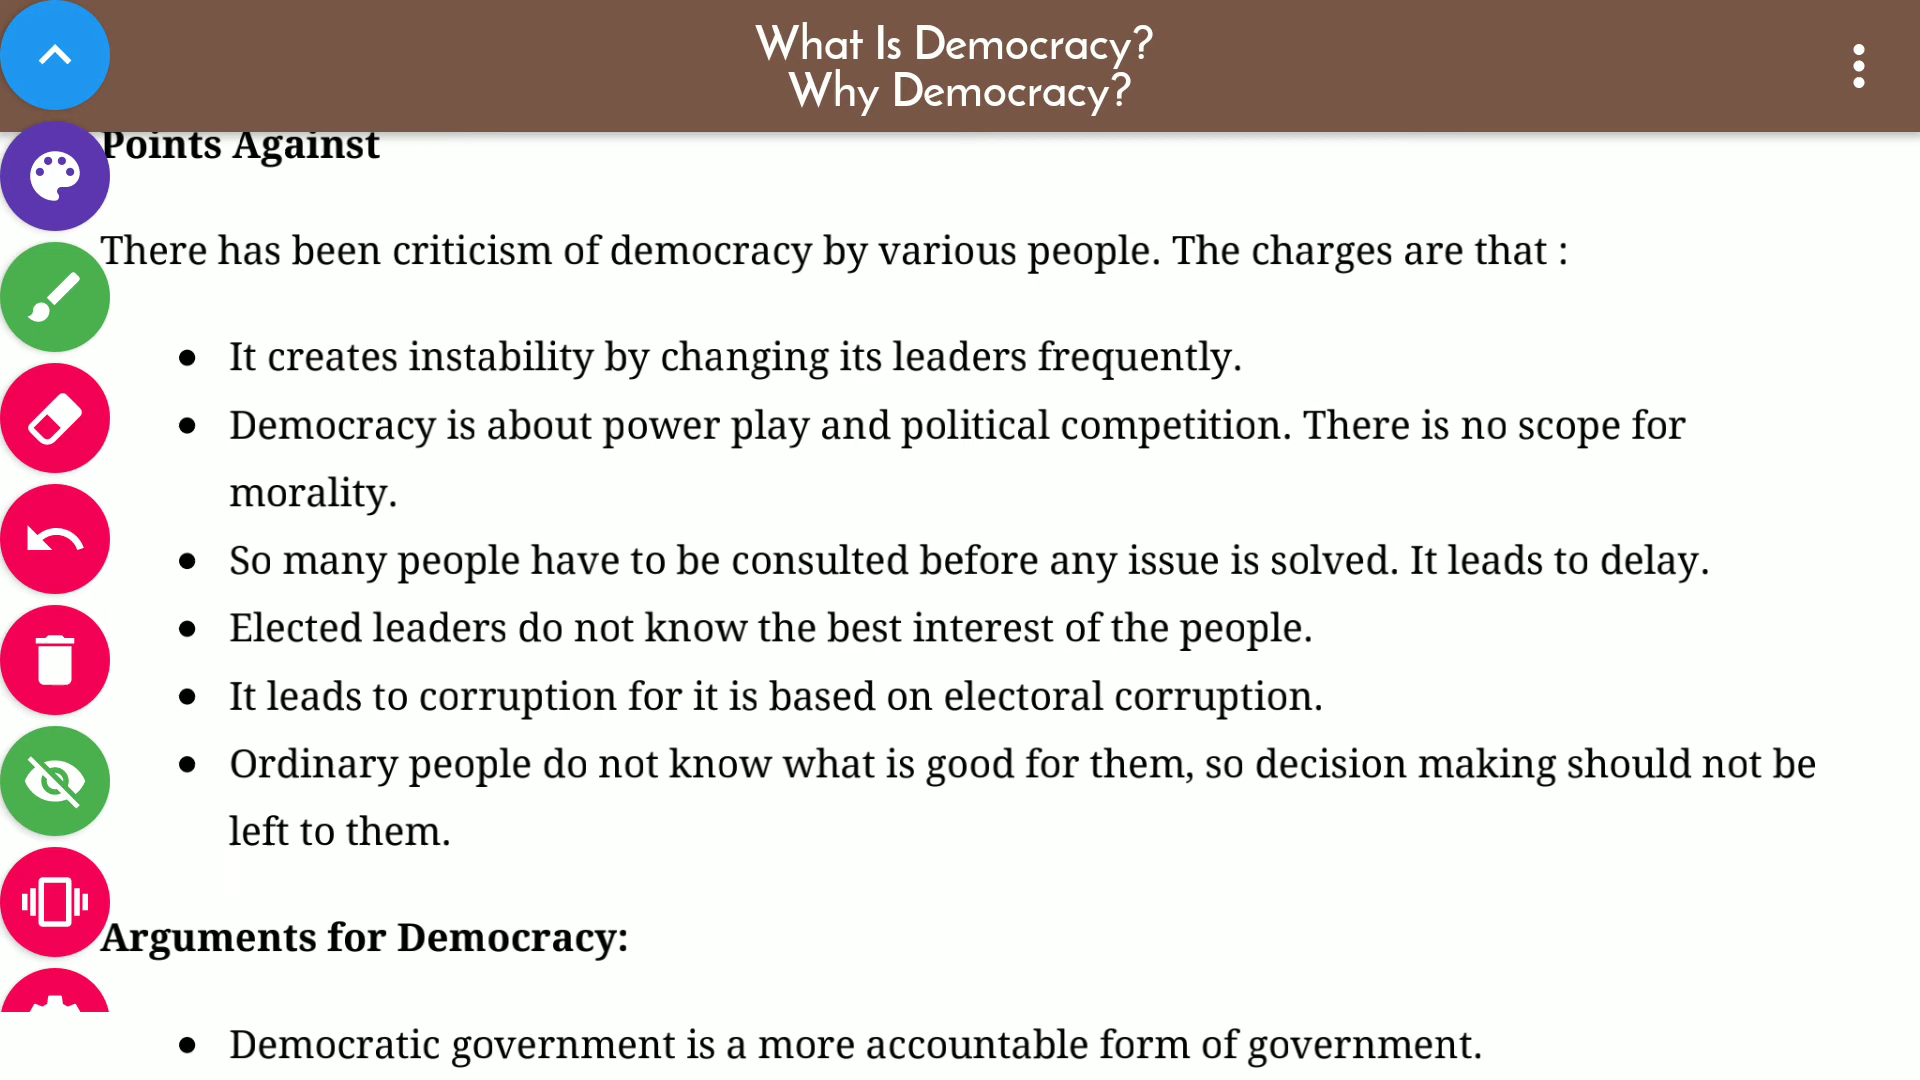 What Is Democracy?
Why Democracy?
Points Against
There has been criticism of democracy by various people. The charges are that :
• It creates instability by changing its leaders frequently.
• Democracy is about power play and political competition. There is no scope for
morality.
• So many people have to be consulted before any issue is solved. It leads to delay.
• Elected leaders do not know the best interest of the people.
• It leads to corruption for it is based on electoral corruption.
• Ordinary people do not know what is good for them, so decision making should not be
left to them.
Arguments for Democracy:
• Democratic government is a more accountable form of government.